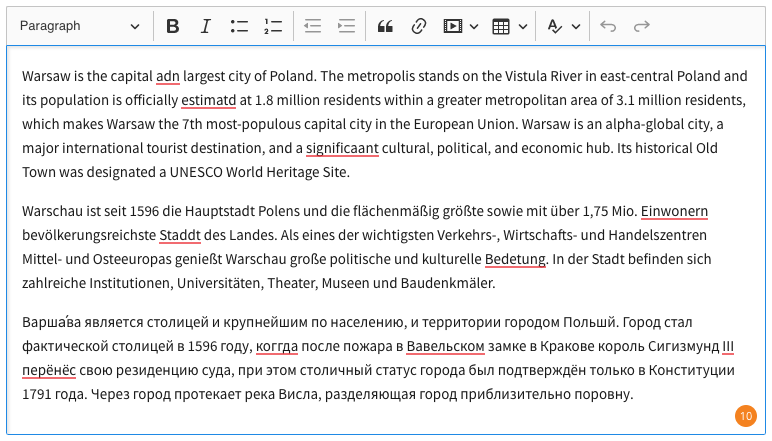 Paragraph
Warsaw is the capital adn largest city of Poland. The metropolis stands on the Vistula River in east-central Poland and
its population is officially estimatd at 1.8 million residents within a greater metropolitan area of 3.1 million residents,
which makes Warsaw the 7th most-populous capital city in the European Union. Warsaw is an alpha-global city, a
major international tourist destination, and a significaant cultural, political, and economic hub. Its historical Old
Town was designated a UNESCO World Heritage Site.
Warschau ist seit 1596 die Hauptstadt Polens und die flächenmäßig größte sowie mit über 1,75 Mio. Einwonern
bevölkerungsreichste Staddt des Landes. Als eines der wichtigsten Verkehrs-, Wirtschafts- und Handelszentren
Mittel- und Osteeuropas genießt Warschau große politische und kulturelle Bedetung. In der Stadt befinden sich
zahlreiche Institutionen, Universitäten, Theater, Museen und Baudenkmäler.
Варша́ва является столицей и крупнейшим по населению, и территории городом Польшй. Город стал
фактической столицей в 1596 году, коггда после пожара в Вавельском замке в Кракове король Сигизмунд III
перёнёс свою резиденцию суда, при этом столичный статус города был подтверждён только в Конституции
1791 года. Через город протекает река Висла, разделяющая город приблизительно поровну.
10